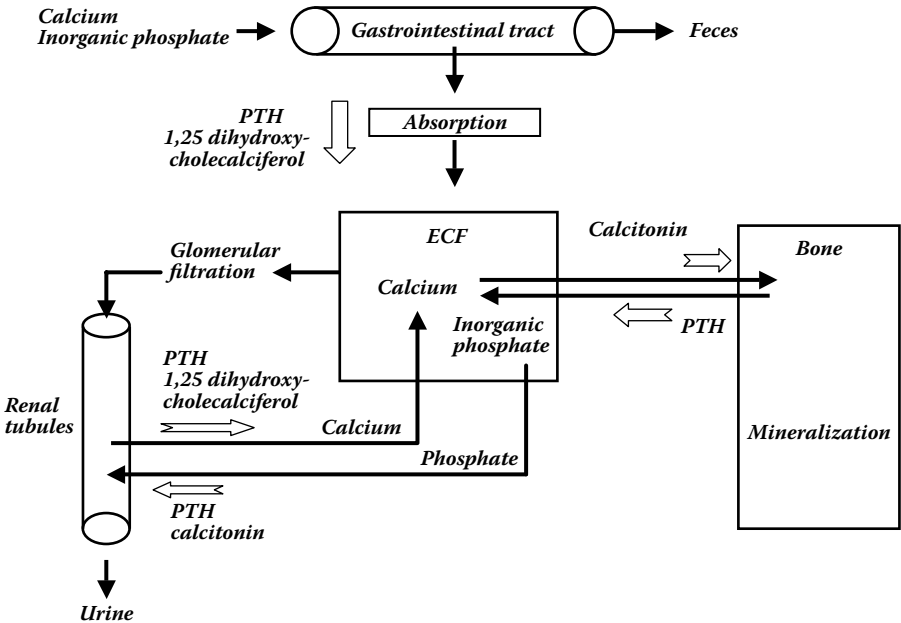 Calcium
Inorganic phosphate
Gastrointestinal tract
Feces
PTH
1,25 dihydroxy-
cholecalciferol
Absorption
ECF
Calcitonin
Bone
Glomerular
filtration
Calcium
Inorganic
phosphate
PTH
PTH
1,25 dihydroxy-
cholecalciferol
Renal
tubules
Calcium
Mineralization
Phosphate
PTH
calcitonin
Urine